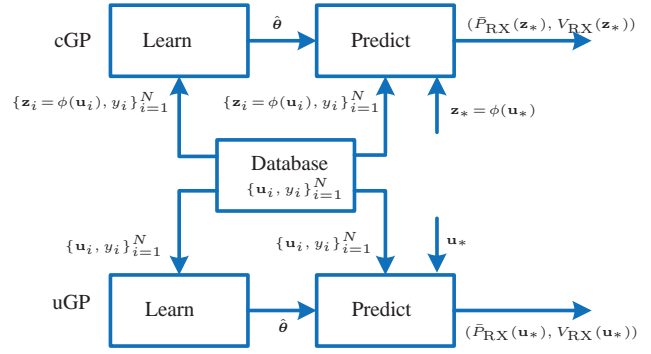 cGP
Learn
θ̂
Predict
(P̄_RX(z_*), V_RX(z_*))
{z_i = ϕ(u_i), y_i}_{i=1}^N
{z_i = ϕ(u_i), y_i}_{i=1}^N
z_* = ϕ(u_*)
Database
{u_i, y_i}_{i=1}^N
{u_i, y_i}_{i=1}^N
{u_i, y_i}_{i=1}^N
u_*
uGP
Learn
θ̂
Predict
(P̄_RX(u_*), V_RX(u_*))